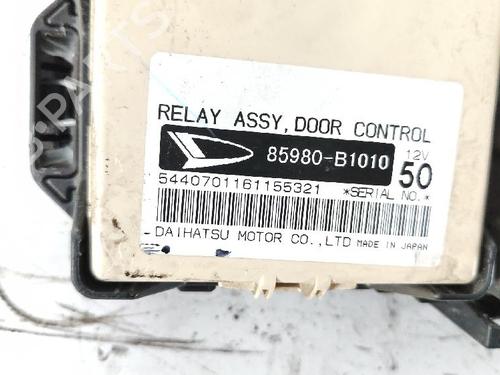 RELAY ASSY, DOOR CONTROL
85980-B1010
12V
50
5440701161155321
*SERIAL NO.*
DAIHATSU MOTOR CO.,LTD MADE IN JAPAN